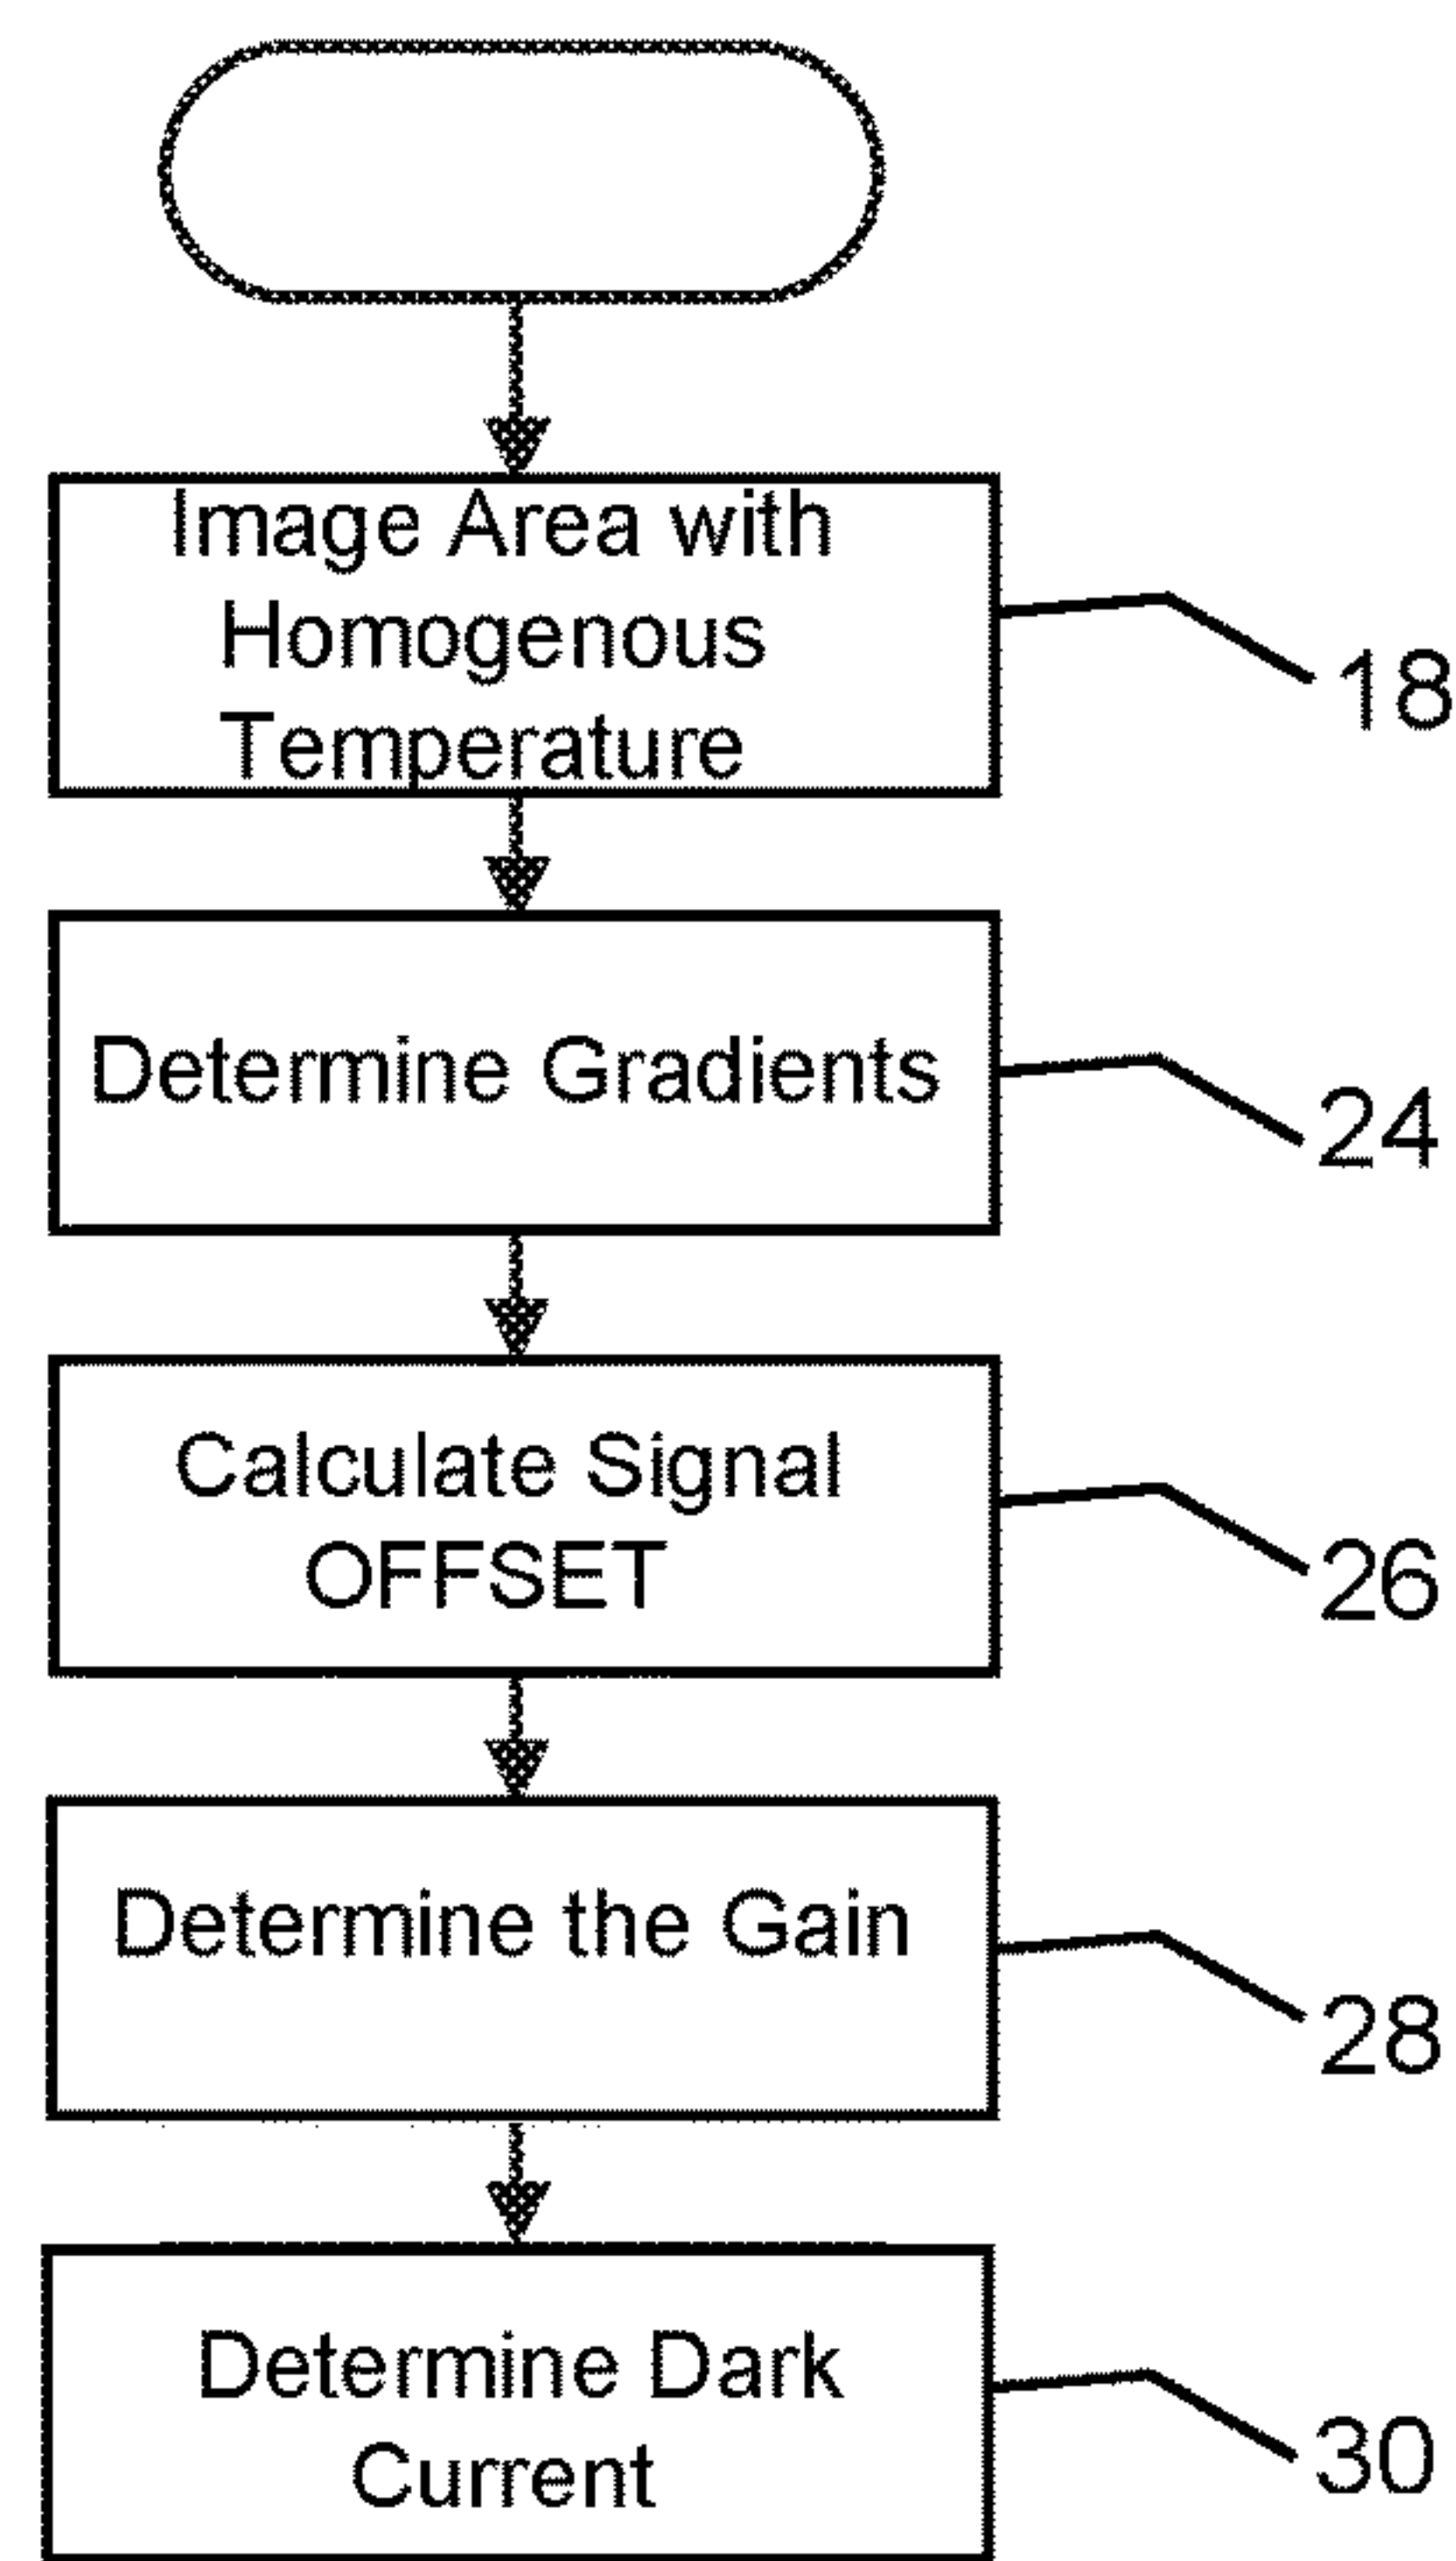 Image Area with
Homogenous
Temperature
18
Determine Gradients
24
Calculate Signal
OFFSET
26
Determine the Gain
28
Determine Dark
Current
30